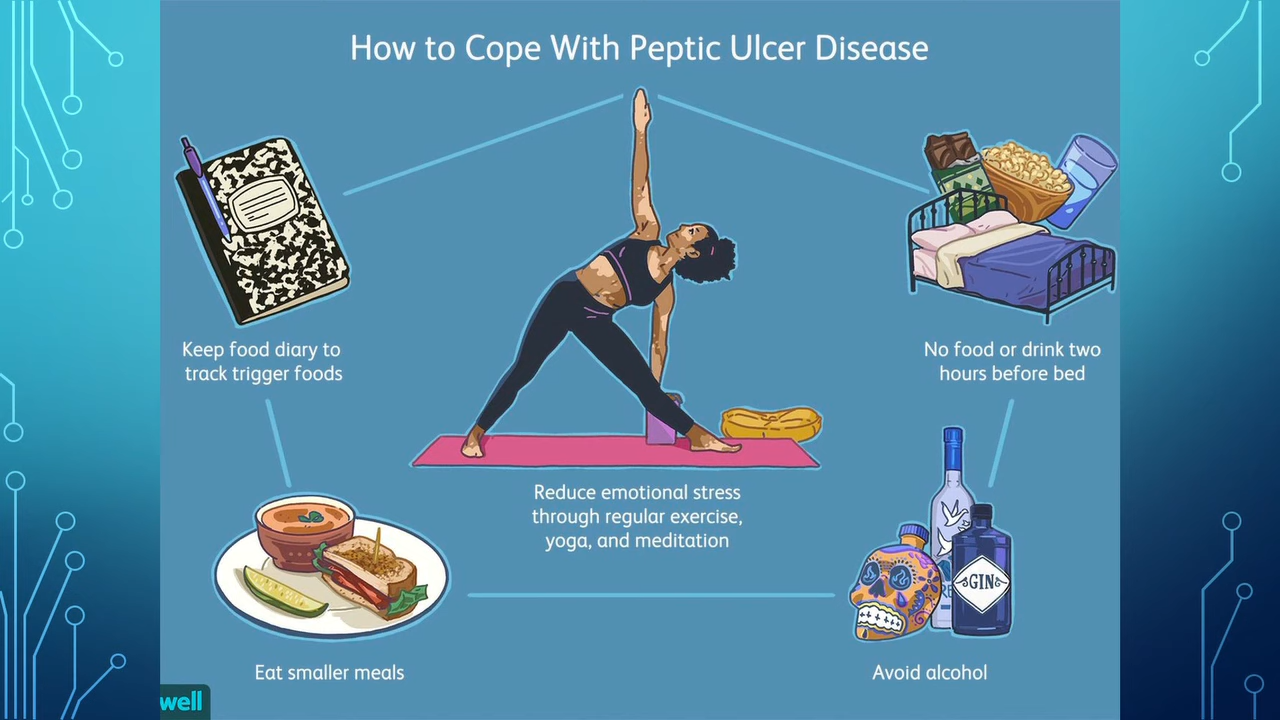 How to Cope With Peptic Ulcer Disease
Keep food diary to
track trigger foods
No food or drink two
hours before bed
Reduce emotional stress
through regular exercise,
yoga, and meditation
GIN
Eat smaller meals
Avoid alcohol
well